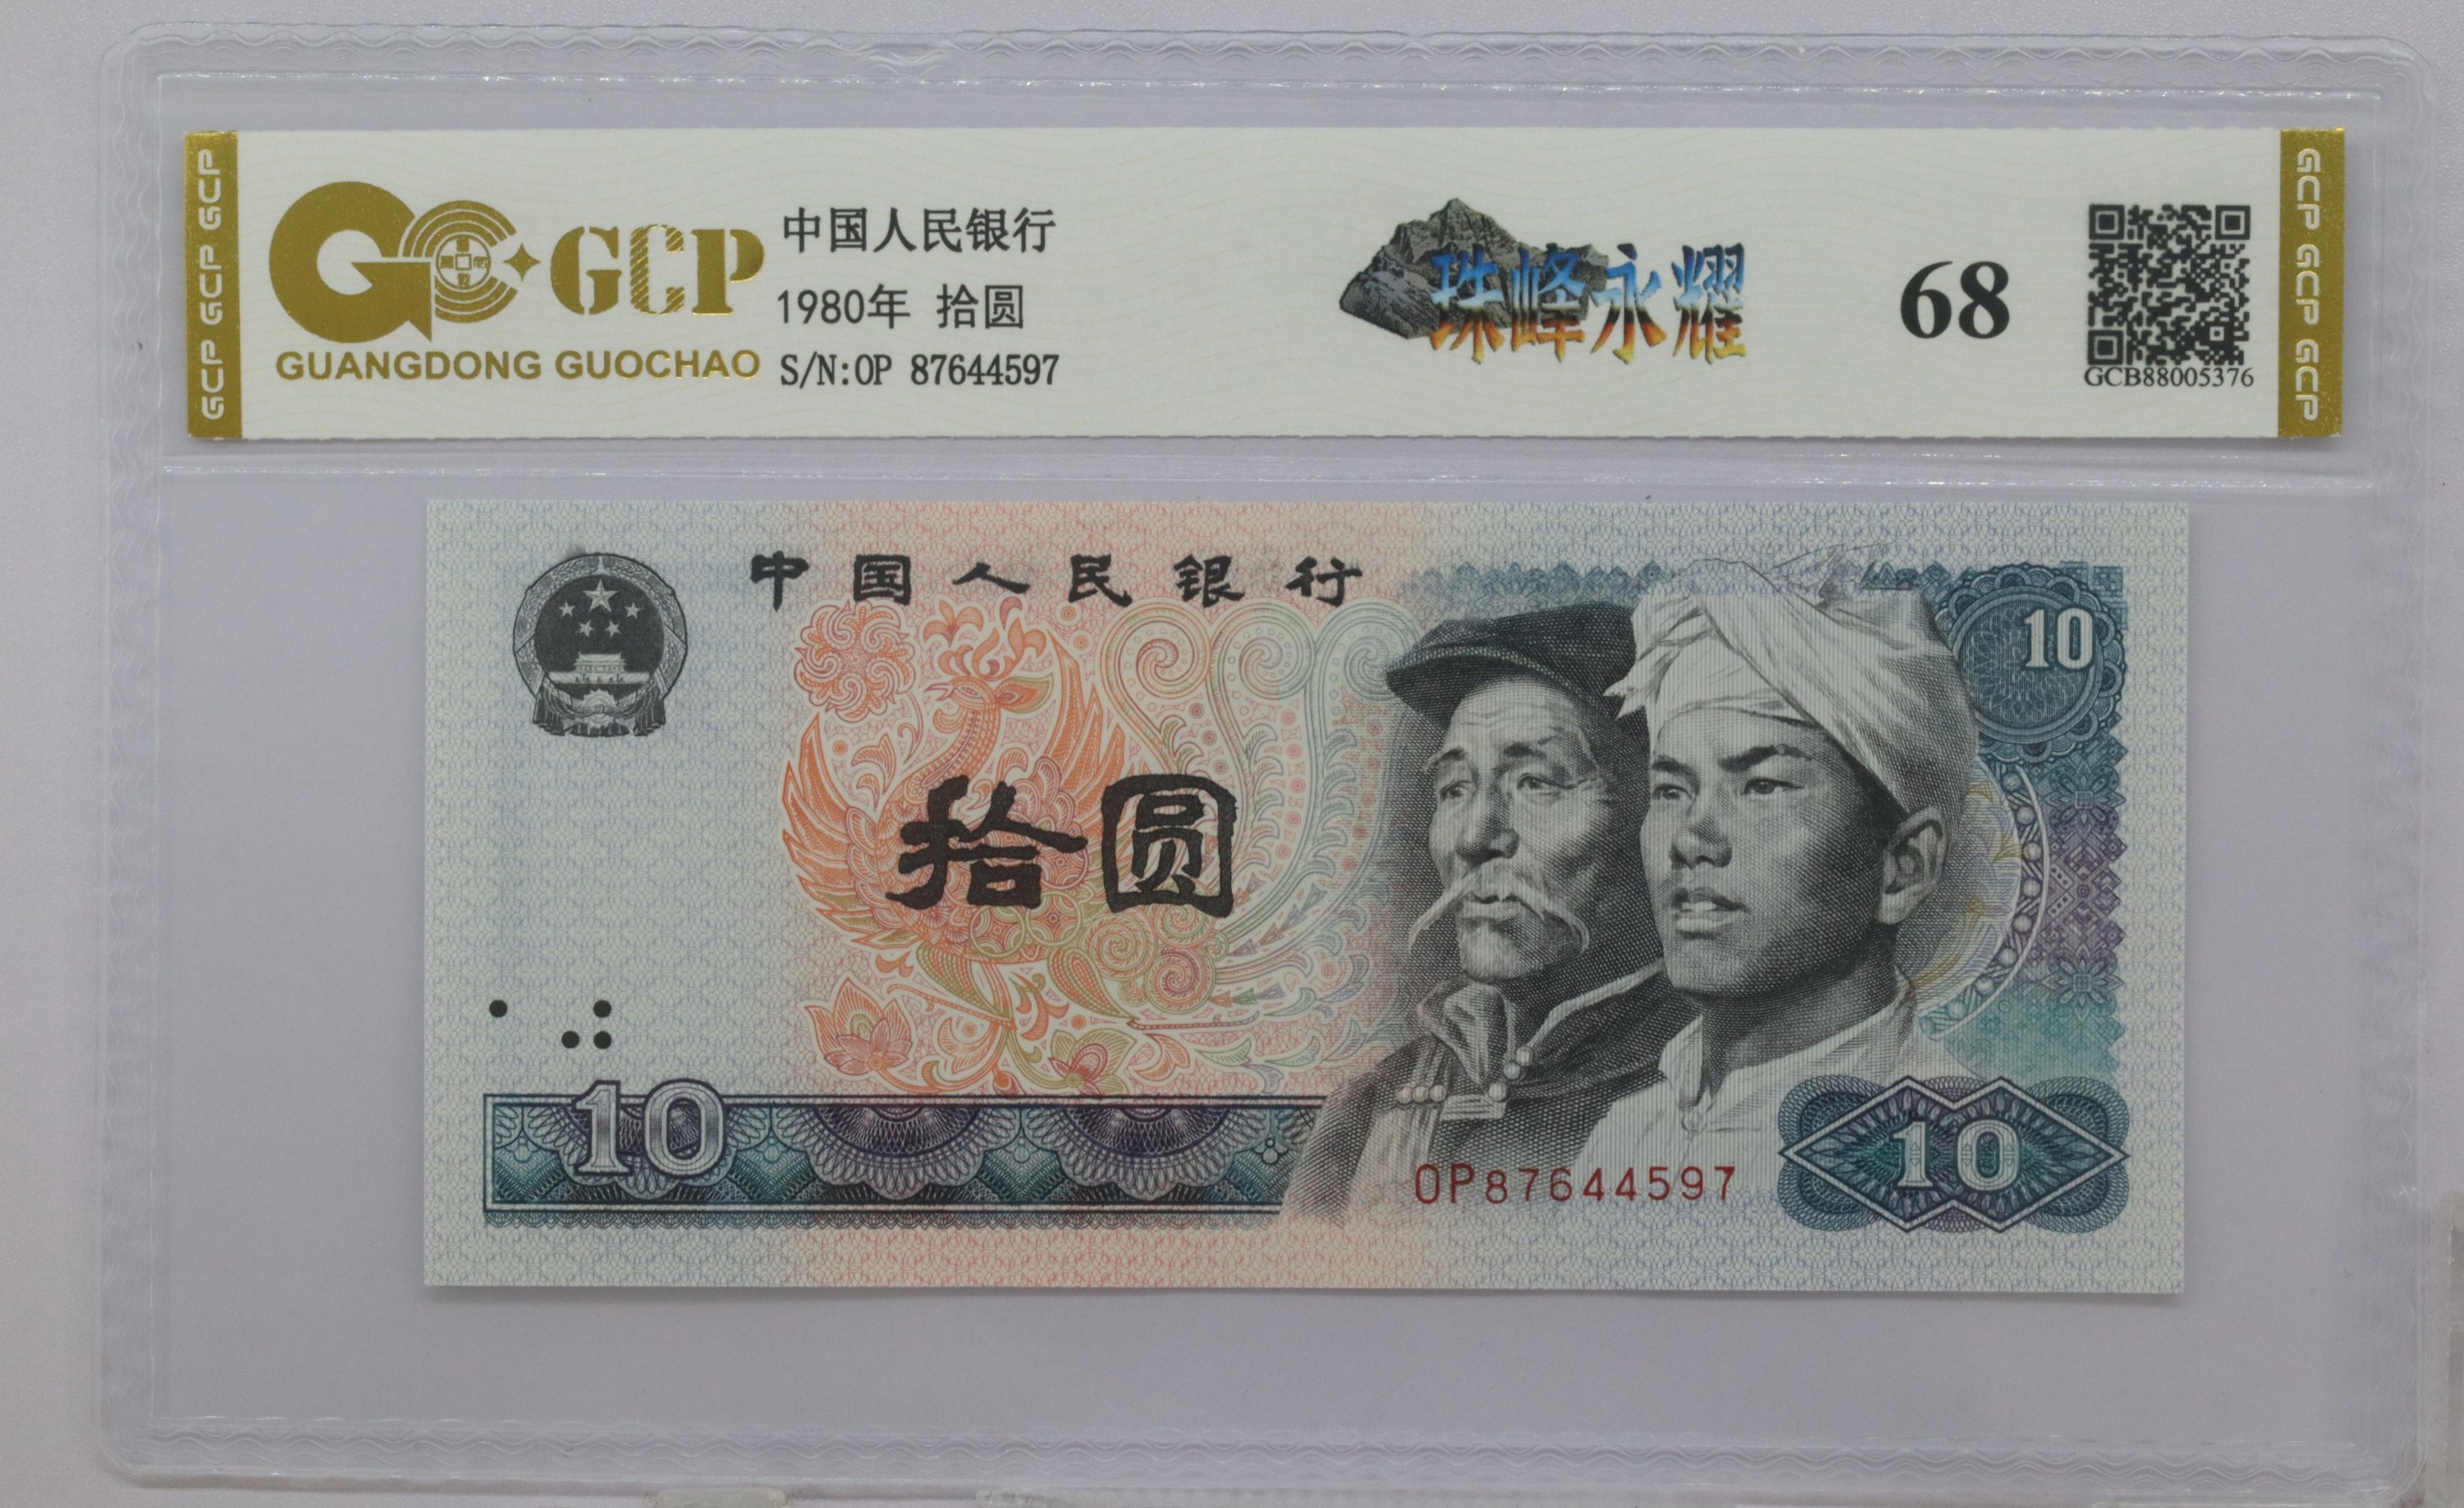 GCP GCP GCP
GCP
GUANGDONG GUOCHAO
中国人民银行
1980年 拾圆
S/N:OP 87644597
珠峰永耀
68
GCB88005376
GCP GCP GCP
中国人民银行
10
拾圆
10
OP87644597
10